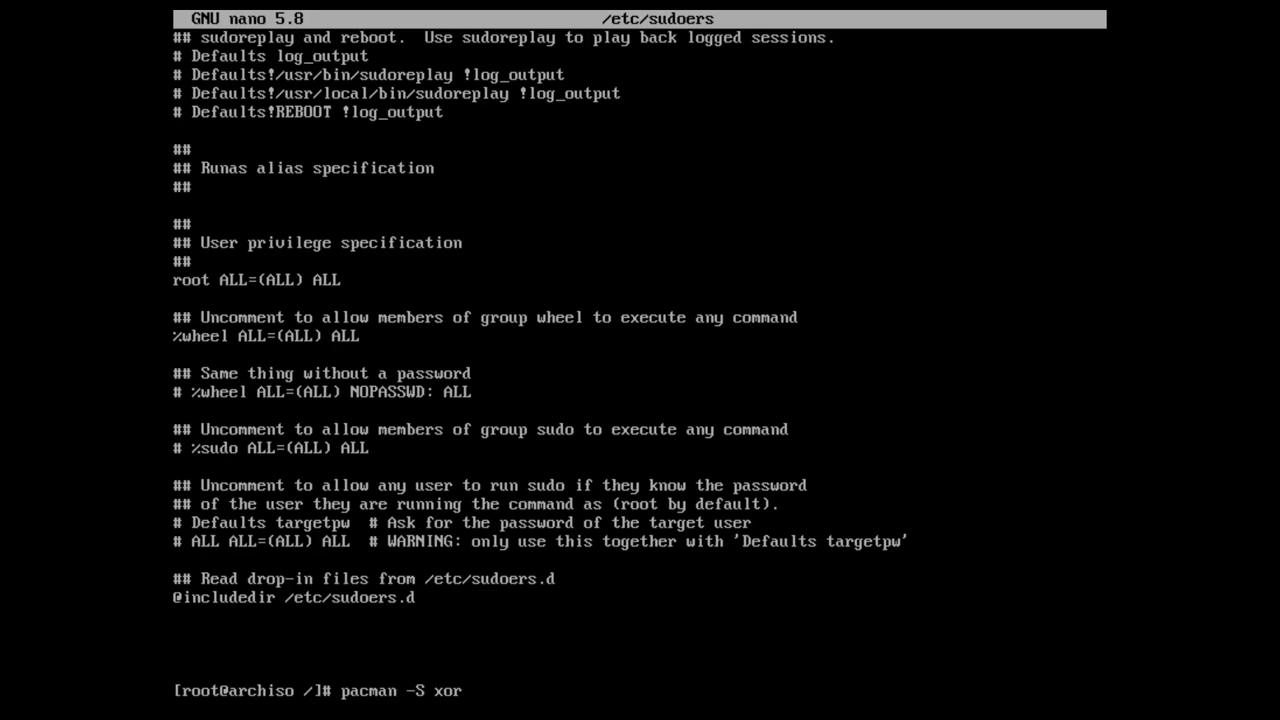 GNU nano 5.8 /etc/sudoers
## sudoreplay and reboot.  Use sudoreplay to play back logged sessions.
# Defaults log_output
# Defaults!/usr/bin/sudoreplay !log_output
# Defaults!/usr/local/bin/sudoreplay !log_output
# Defaults!REBOOT !log_output
##
## Runas alias specification
##
##
## User privilege specification
##
root ALL=(ALL) ALL
## Uncomment to allow members of group wheel to execute any command
%wheel ALL=(ALL) ALL
## Same thing without a password
# %wheel ALL=(ALL) NOPASSWD: ALL
## Uncomment to allow members of group sudo to execute any command
# %sudo ALL=(ALL) ALL
## Uncomment to allow any user to run sudo if they know the password
## of the user they are running the command as (root by default).
# Defaults targetpw  # Ask for the password of the target user
# ALL ALL=(ALL) ALL  # WARNING: only use this together with 'Defaults targetpw'
## Read drop-in files from /etc/sudoers.d
@includedir /etc/sudoers.d
[root@archiso /]# pacman -S xor